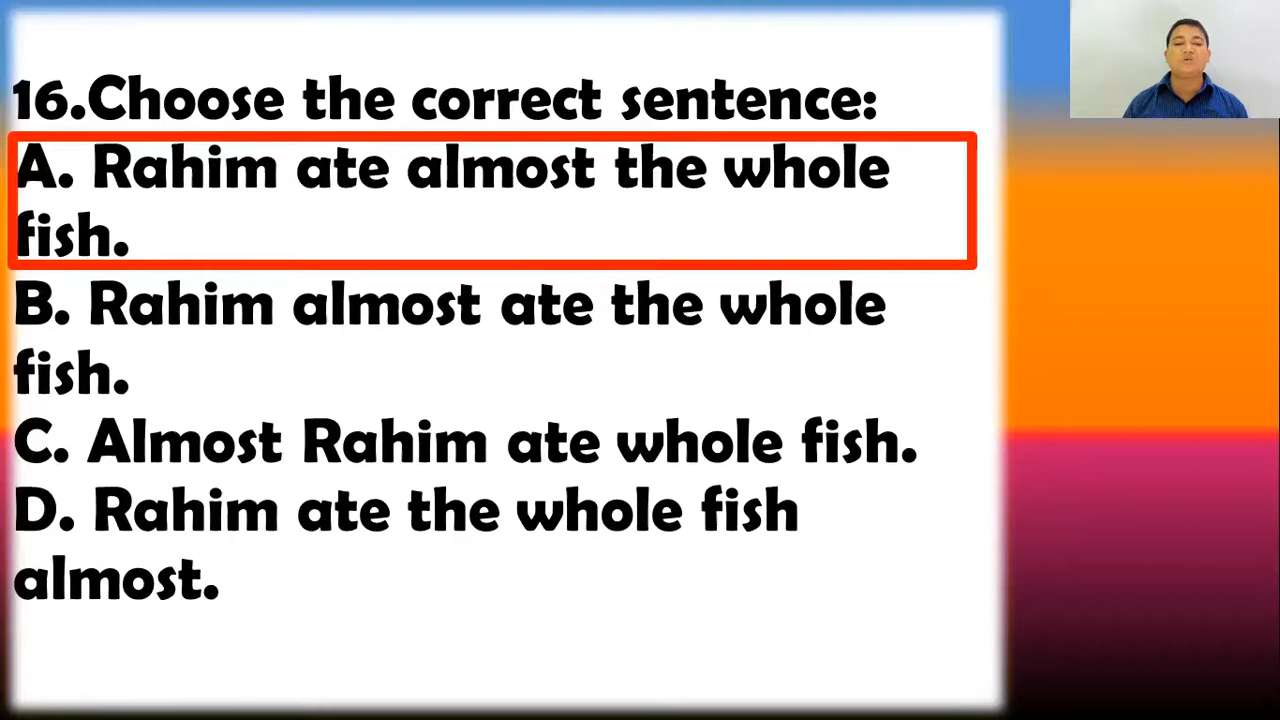 16.Choose the correct sentence:
A. Rahim ate almost the whole
fish.
B. Rahim almost ate the whole
fish.
C. Almost Rahim ate whole fish.
D. Rahim ate the whole fish
almost.